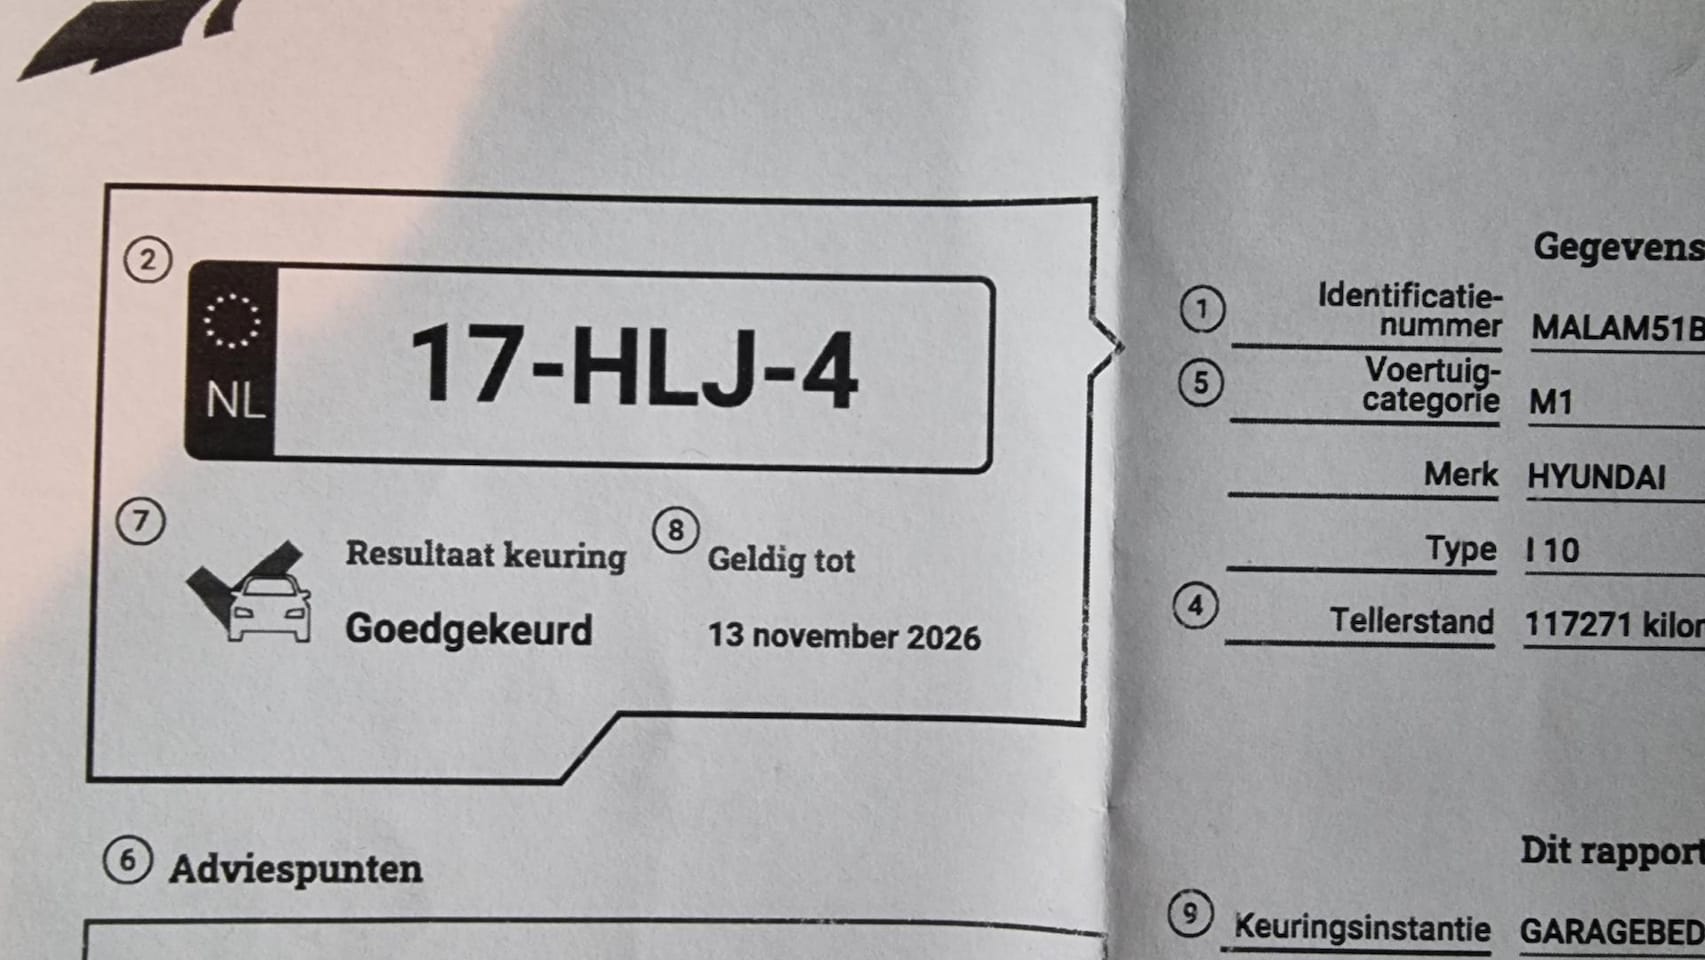 2
NL
17-HLJ-4
7
Resultaat keuring
Goedgekeurd
8
Geldig tot
13 november 2026
6 Adviespunten
Gegevens
1 Identificatie-
nummer MALAM51B
5 Voertuig-
categorie M1
Merk HYUNDAI
Type I 10
4 Tellerstand 117271 kilor
Dit rapport
9 Keuringsinstantie GARAGEBED